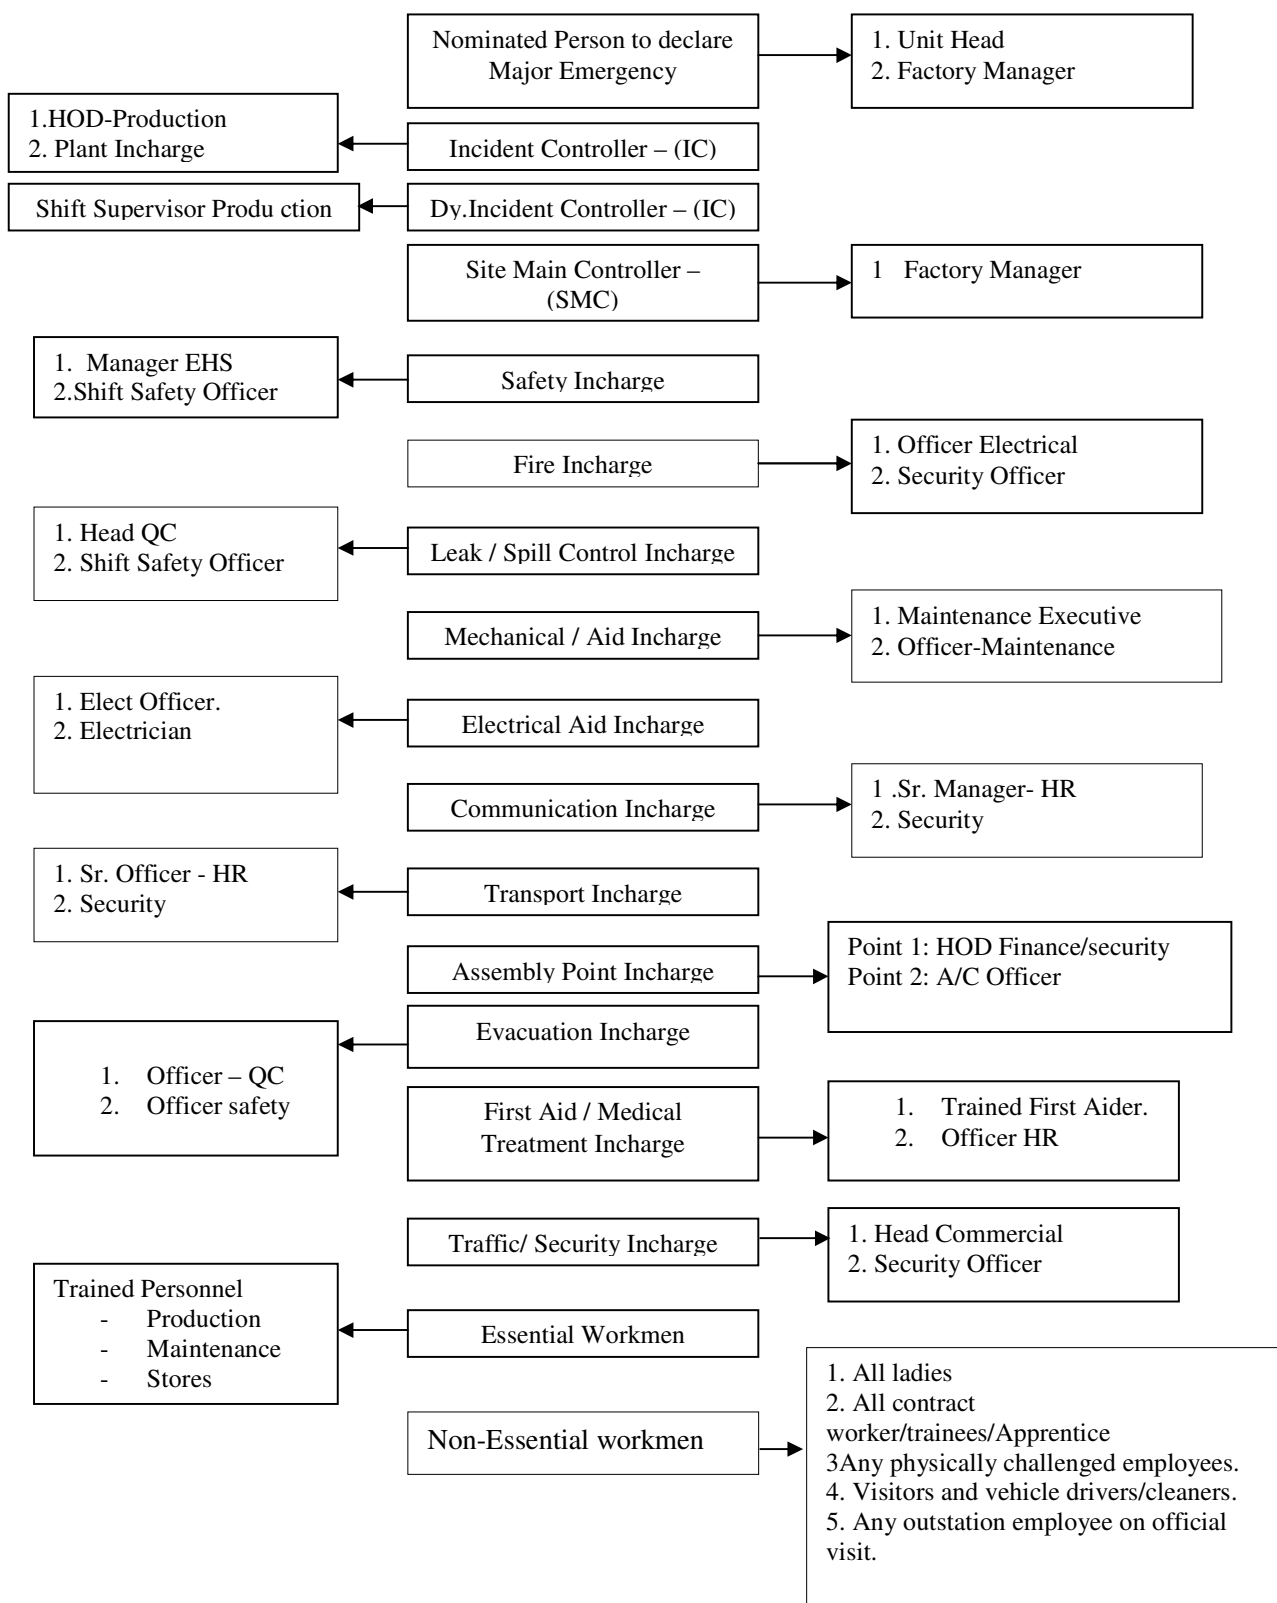 Nominated Person to declare
Major Emergency
1. Unit Head
2. Factory Manager
1.HOD-Production
2. Plant Incharge
Incident Controller – (IC)
Shift Supervisor Produ ction
Dy.Incident Controller – (IC)
Site Main Controller –
(SMC)
1 Factory Manager
1. Manager EHS
2.Shift Safety Officer
Safety Incharge
Fire Incharge
1. Officer Electrical
2. Security Officer
1. Head QC
2. Shift Safety Officer
Leak / Spill Control Incharge
Mechanical / Aid Incharge
1. Maintenance Executive
2. Officer-Maintenance
1. Elect Officer.
2. Electrician
Electrical Aid Incharge
Communication Incharge
1 .Sr. Manager- HR
2. Security
1. Sr. Officer - HR
2. Security
Transport Incharge
Assembly Point Incharge
Point 1: HOD Finance/security
Point 2: A/C Officer
Evacuation Incharge
1. Officer – QC
2. Officer safety
First Aid / Medical
Treatment Incharge
1. Trained First Aider.
2. Officer HR
Traffic/ Security Incharge
1. Head Commercial
2. Security Officer
Trained Personnel
- Production
- Maintenance
- Stores
Essential Workmen
Non-Essential workmen
1. All ladies
2. All contract
worker/trainees/Apprentice
3Any physically challenged employees.
4. Visitors and vehicle drivers/cleaners.
5. Any outstation employee on official
visit.